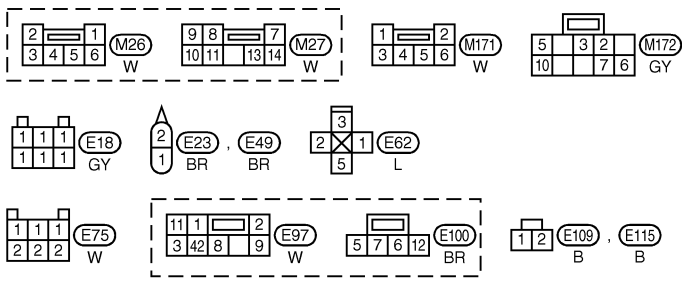 2 1 9 8 7 1 2 5 3 2
M26 M27 M171 M172
3 4 5 6 10 11 13 14 3 4 5 6 10 7 6
W W W GY
3
1 1 1 2 2 1
E18 E23 , E49 E62
1 1 1 1 5
GY BR BR L
11 1 2
1 1 1 E75 E97 E100 1 2 E109 , E115
2 2 2 3 42 8 9 5 7 6 12
W W BR B B